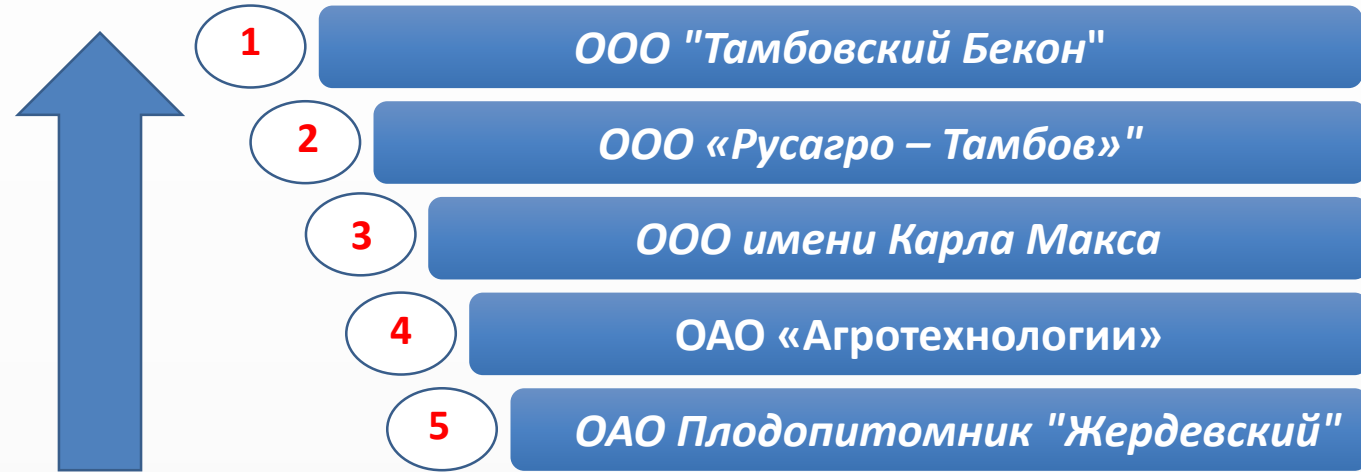 1
ООО "Тамбовский Бекон"
2
ООО «Русагро – Тамбов»"
3
ООО имени Карла Макса
4
ОАО «Агротехнологии»
5
ОАО Плодопитомник "Жердевский"